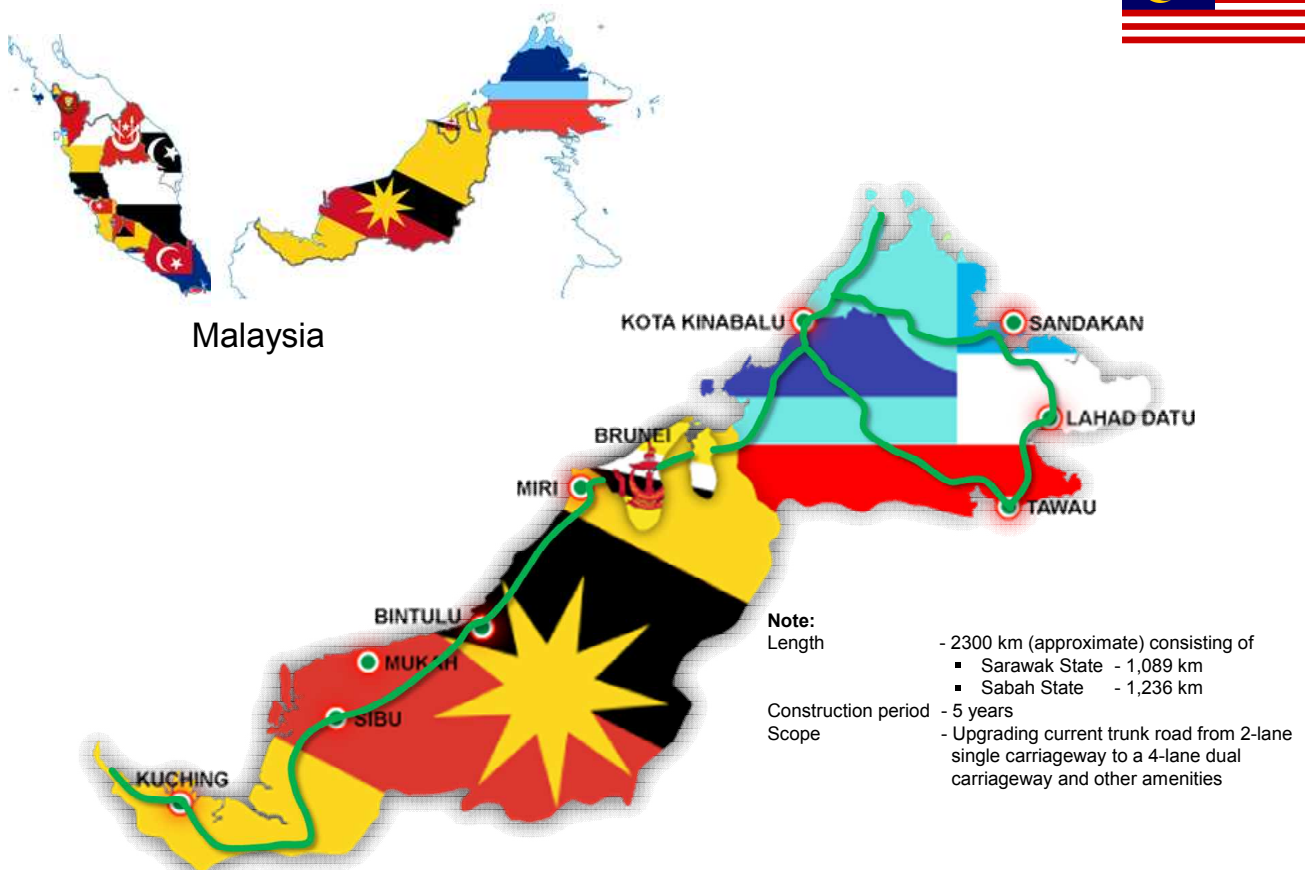 Malaysia
KOTA KINABALU
SANDAKAN
LAHAD DATU
BRUNEI
MIRI
TAWAU
BINTULU
MUKAH
SIBU
KUCHING
Note:
Length - 2300 km (approximate) consisting of
▪ Sarawak State - 1,089 km
▪ Sabah State - 1,236 km
Construction period - 5 years
Scope - Upgrading current trunk road from 2-lane
single carriageway to a 4-lane dual
carriageway and other amenities